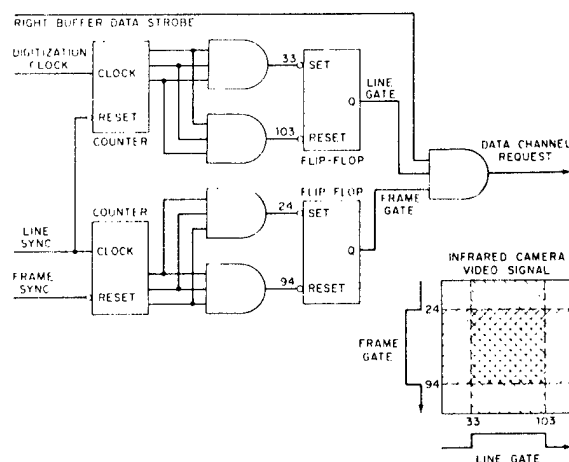 RIGHT BUFFER DATA STROBE
DIGITIZATION
CLOCK
CLOCK
RESET
COUNTER
33
SET
Q
103
RESET
FLIP-FLOP
LINE
GATE
DATA CHANNEL
REQUEST
COUNTER
LINE
SYNC
CLOCK
FRAME
SYNC
RESET
24
FLIP FLOP
SET
Q
94
RESET
FRAME
GATE
INFRARED CAMERA
VIDEO SIGNAL
24
FRAME
GATE
94
33 103
LINE GATE